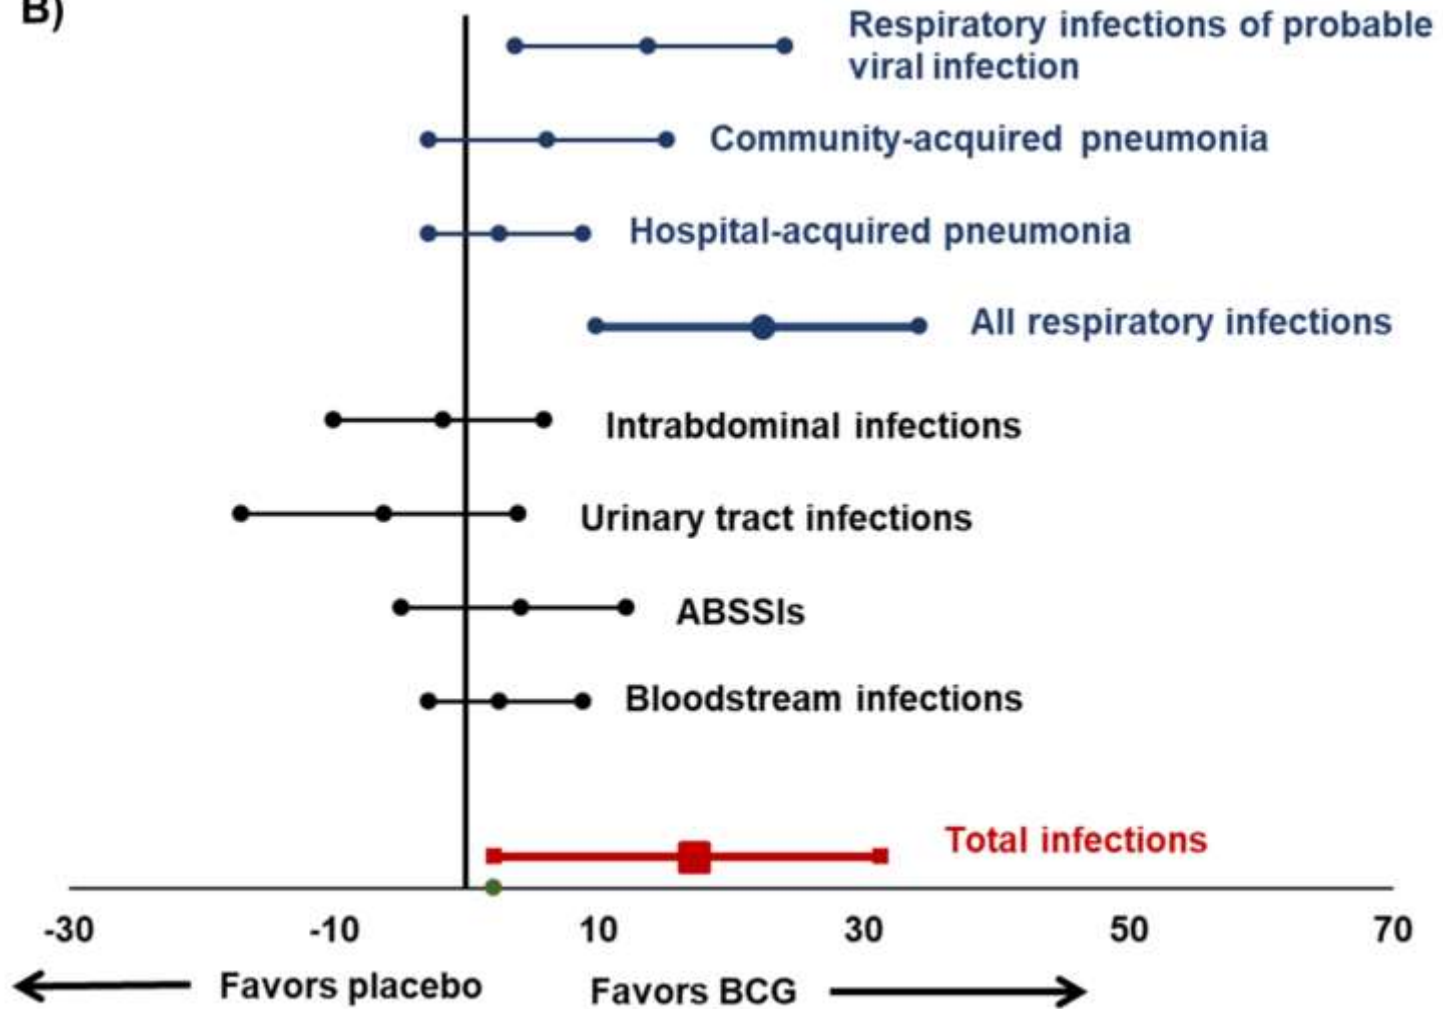 B)
Respiratory infections of probable
viral infection
Community-acquired pneumonia
Hospital-acquired pneumonia
All respiratory infections
Intrabdominal infections
Urinary tract infections
ABSSIs
Bloodstream infections
Total infections
-30 -10 10 30 50 70
Favors placebo Favors BCG